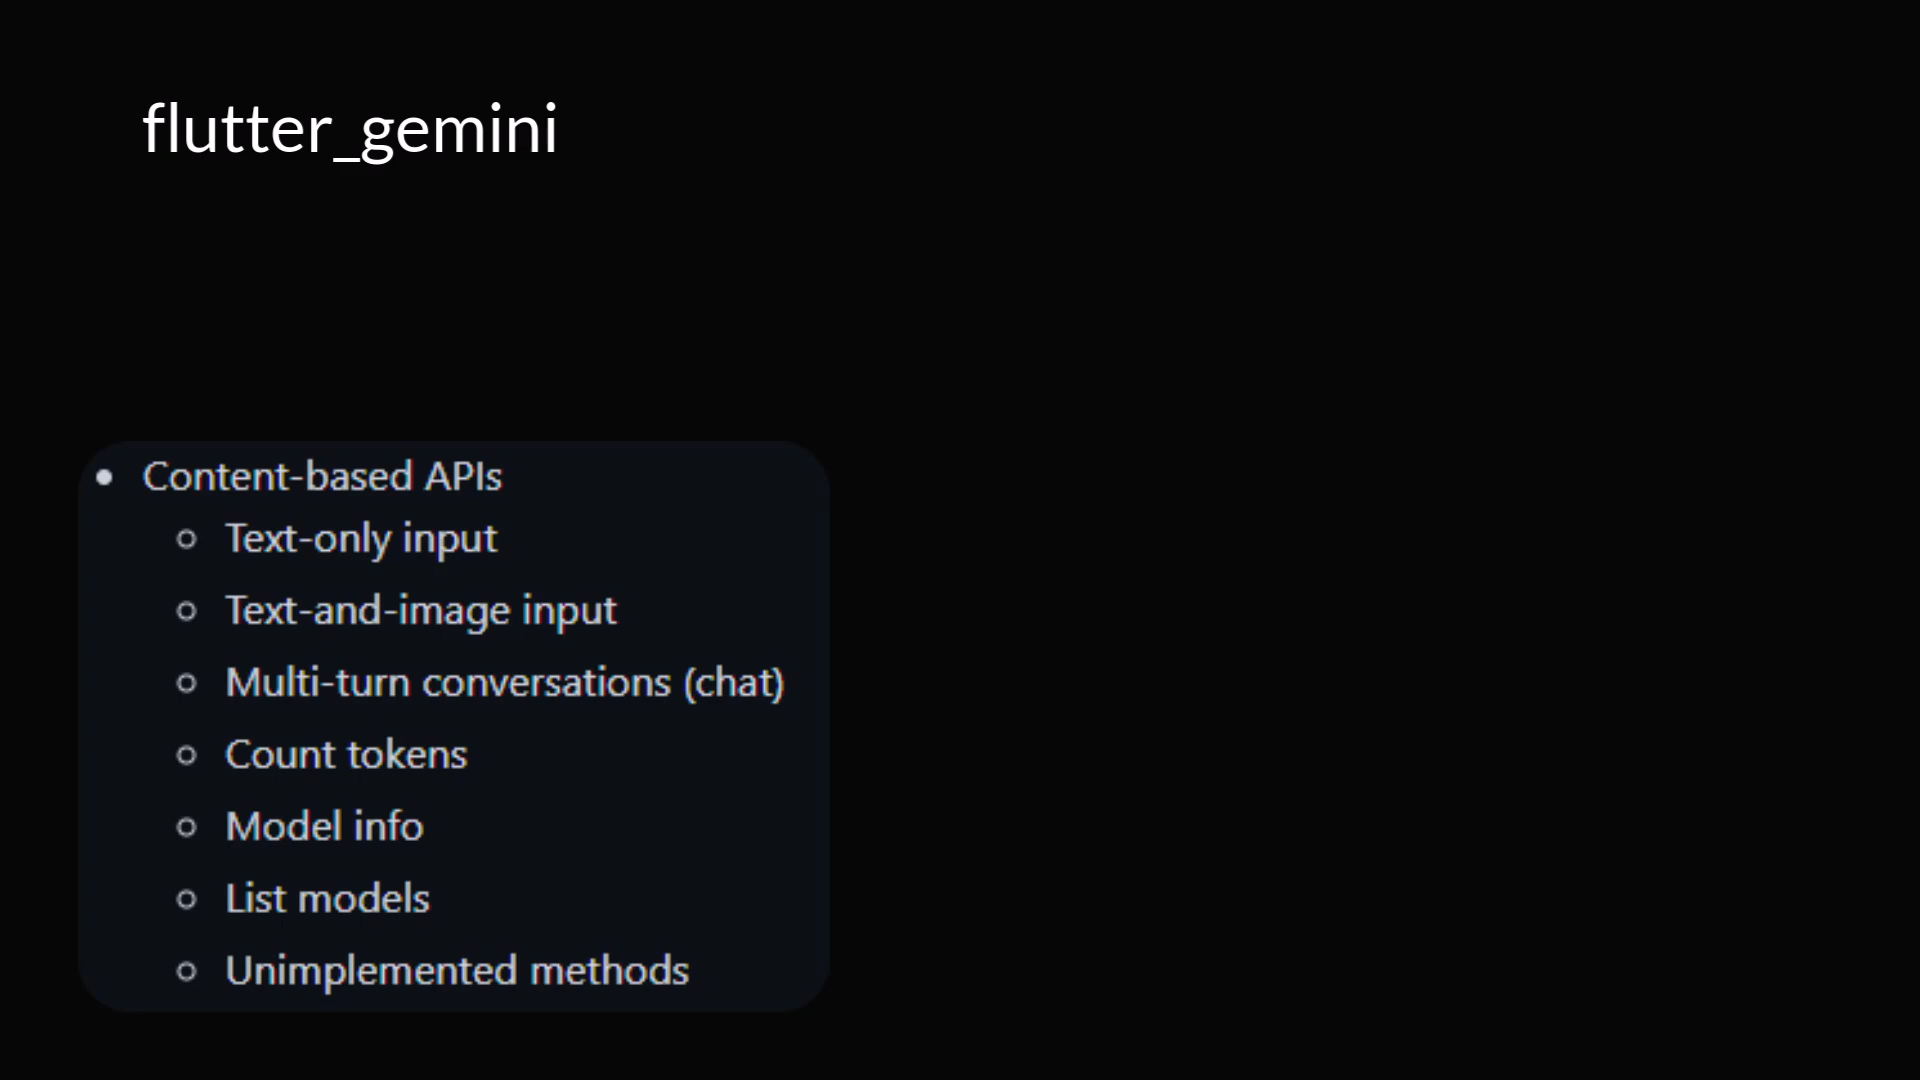 flutter_gemini
Content-based APIs
Text-only input
Text-and-image input
Multi-turn conversations (chat)
Count tokens
Model info
List models
Unimplemented methods